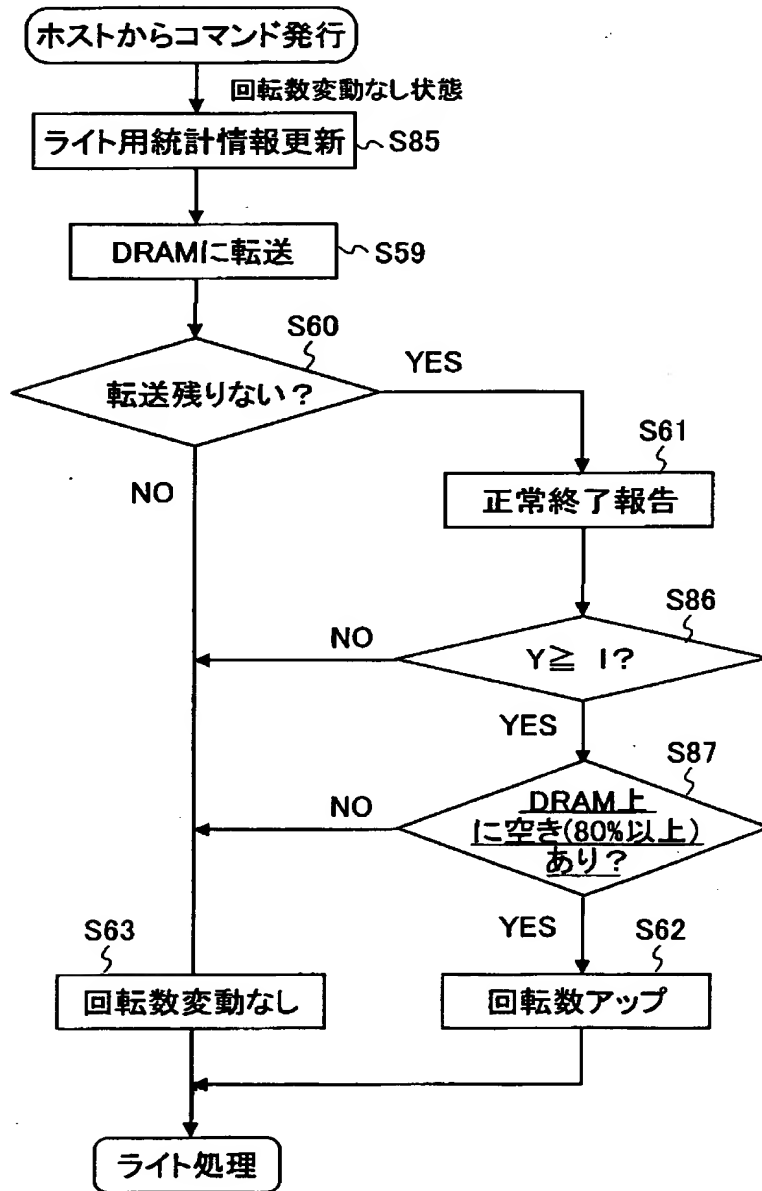 ホストからコマンド発行
回転数変動なし状態
ライト用統計情報更新
S85
DRAMに転送
S59
S60
転送残りない？
YES
NO
S61
正常終了報告
S86
NO
Y≧ I?
YES
S87
NO
DRAM上
に空き(80%以上)
あり？
YES
S63
S62
回転数変動なし
回転数アップ
ライト処理